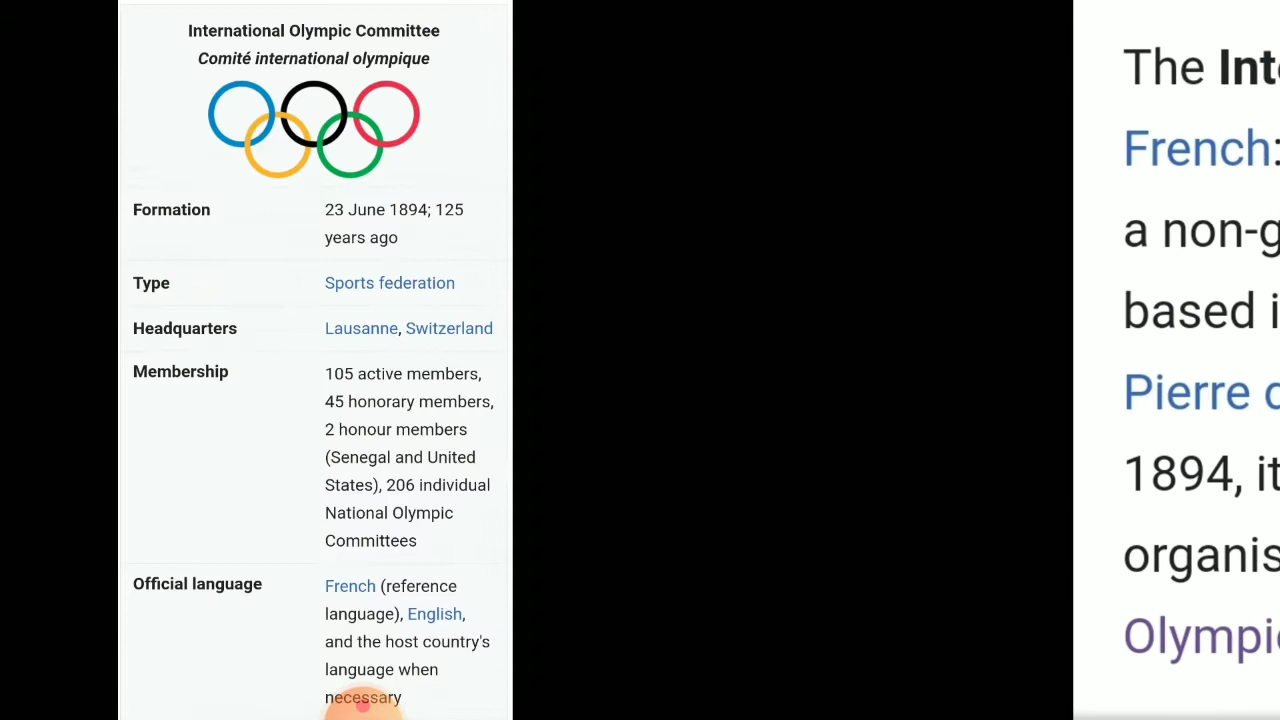 International Olympic Committee
Comité international olympique
Formation
23 June 1894; 125
years ago
Type
Sports federation
Headquarters
Lausanne, Switzerland
Membership
105 active members,
45 honorary members,
2 honour members
(Senegal and United
States), 206 individual
National Olympic
Committees
Official language
French (reference
language), English,
and the host country's
language when
necessary
The Int
French:
a non-g
based i
Pierre d
1894, it
organis
Olympic